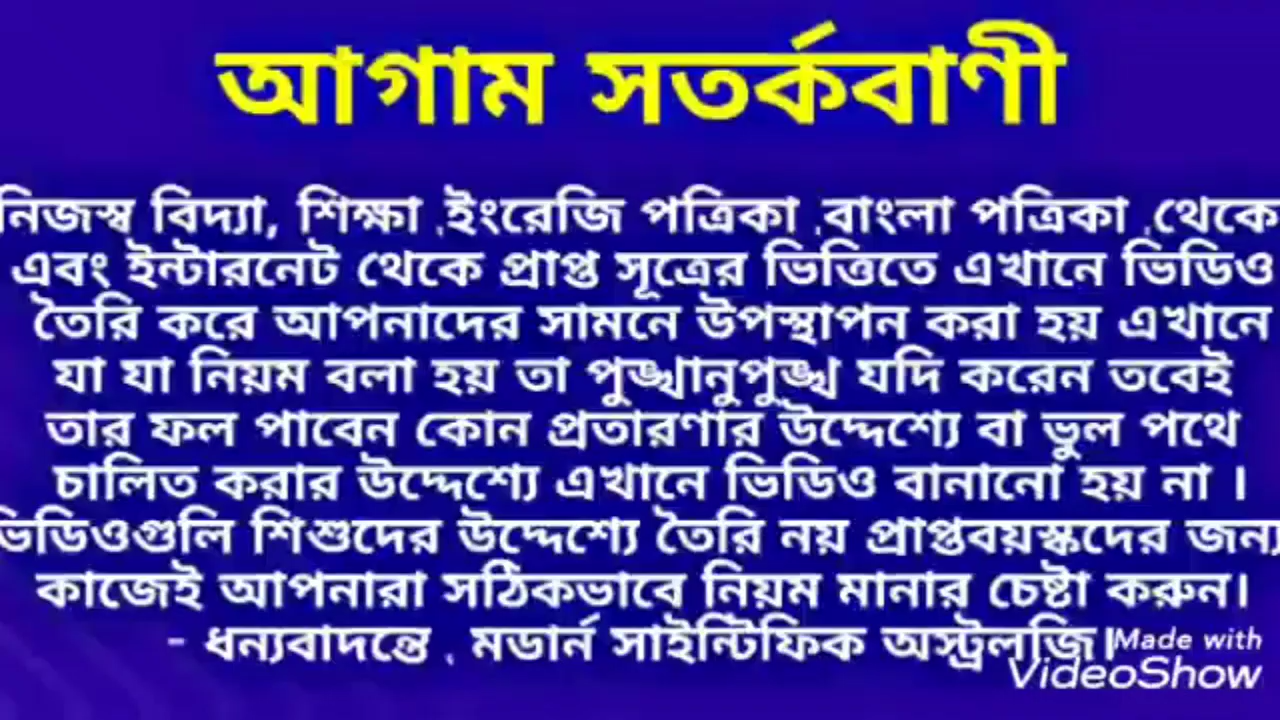 আগাম সতর্কবাণী
নিজস্ব বিদ্যা, শিক্ষা ,ইংরেজি পত্রিকা ,বাংলা পত্রিকা ,থেকে
এবং ইন্টারনেট থেকে প্রাপ্ত সূত্রের ভিত্তিতে এখানে ভিডিও
তৈরি করে আপনাদের সামনে উপস্থাপন করা হয় এখানে
যা যা নিয়ম বলা হয় তা পুঙ্খানুপুঙ্খ যদি করেন তবেই
তার ফল পাবেন কোন প্রতারণার উদ্দেশ্যে বা ভুল পথে
চালিত করার উদ্দেশ্যে এখানে ভিডিও বানানো হয় না ।
ভিডিওগুলি শিশুদের উদ্দেশ্যে তৈরি নয় প্রাপ্তবয়স্কদের জন্য
কাজেই আপনারা সঠিকভাবে নিয়ম মানার চেষ্টা করুন।
- ধন্যবাদন্তে , মডার্ন সাইন্টিফিক অস্ট্রলজি।
Made with
VideoShow